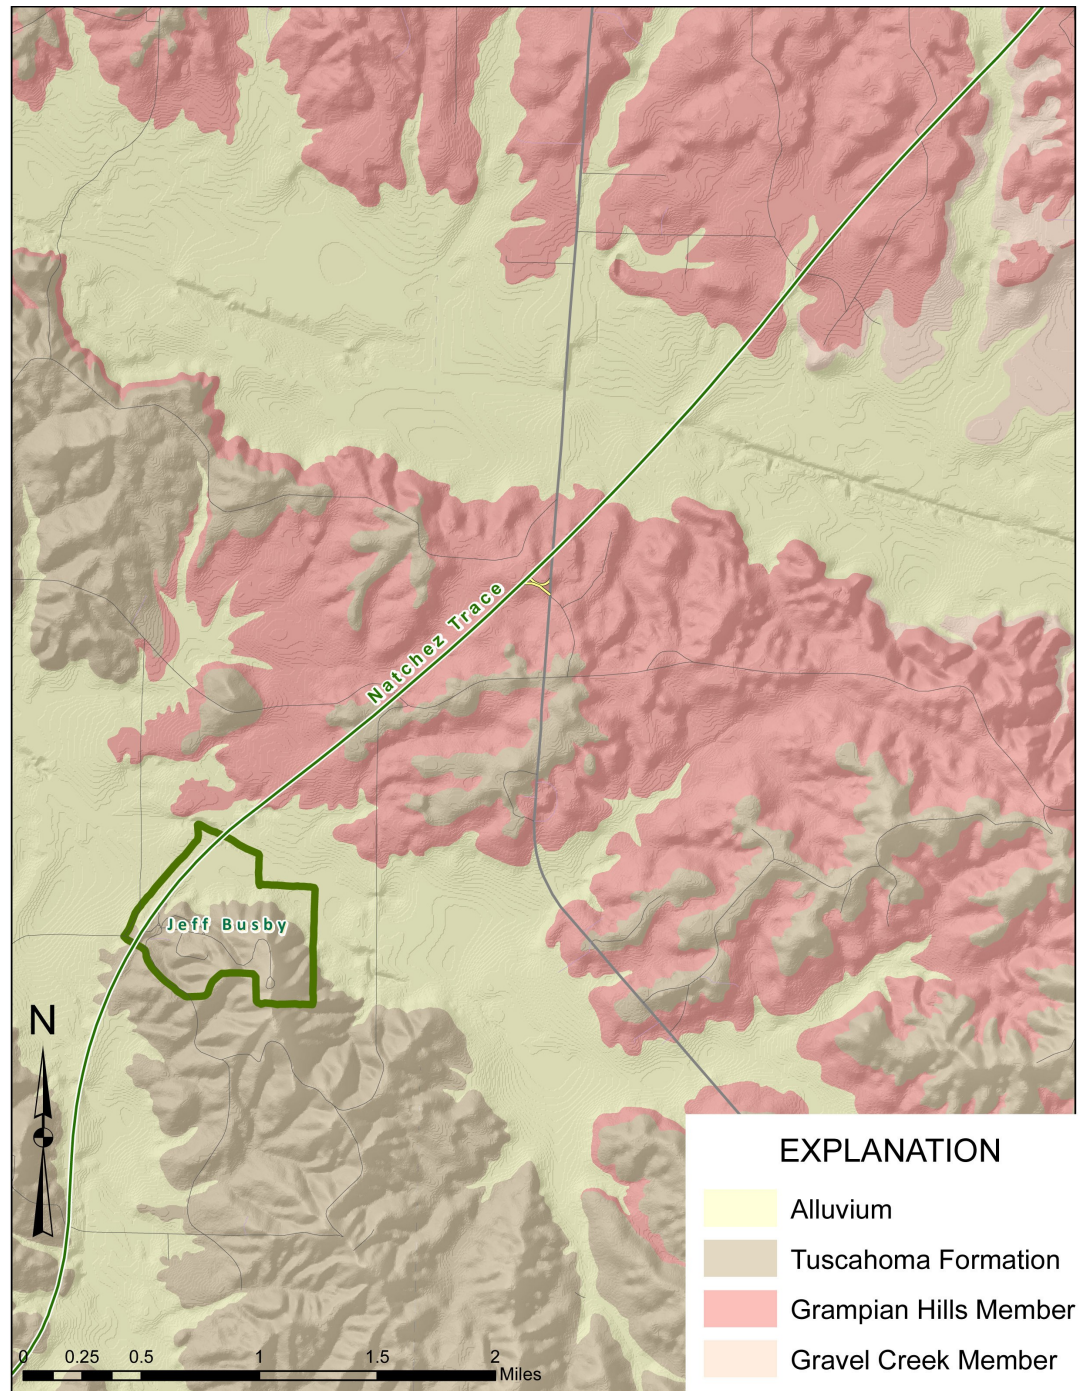 Natchez Trace
Jeff Busby
N
0 0.25 0.5 1 1.5 2
Miles
EXPLANATION
Alluvium
Tuscahoma Formation
Grampian Hills Member
Gravel Creek Member